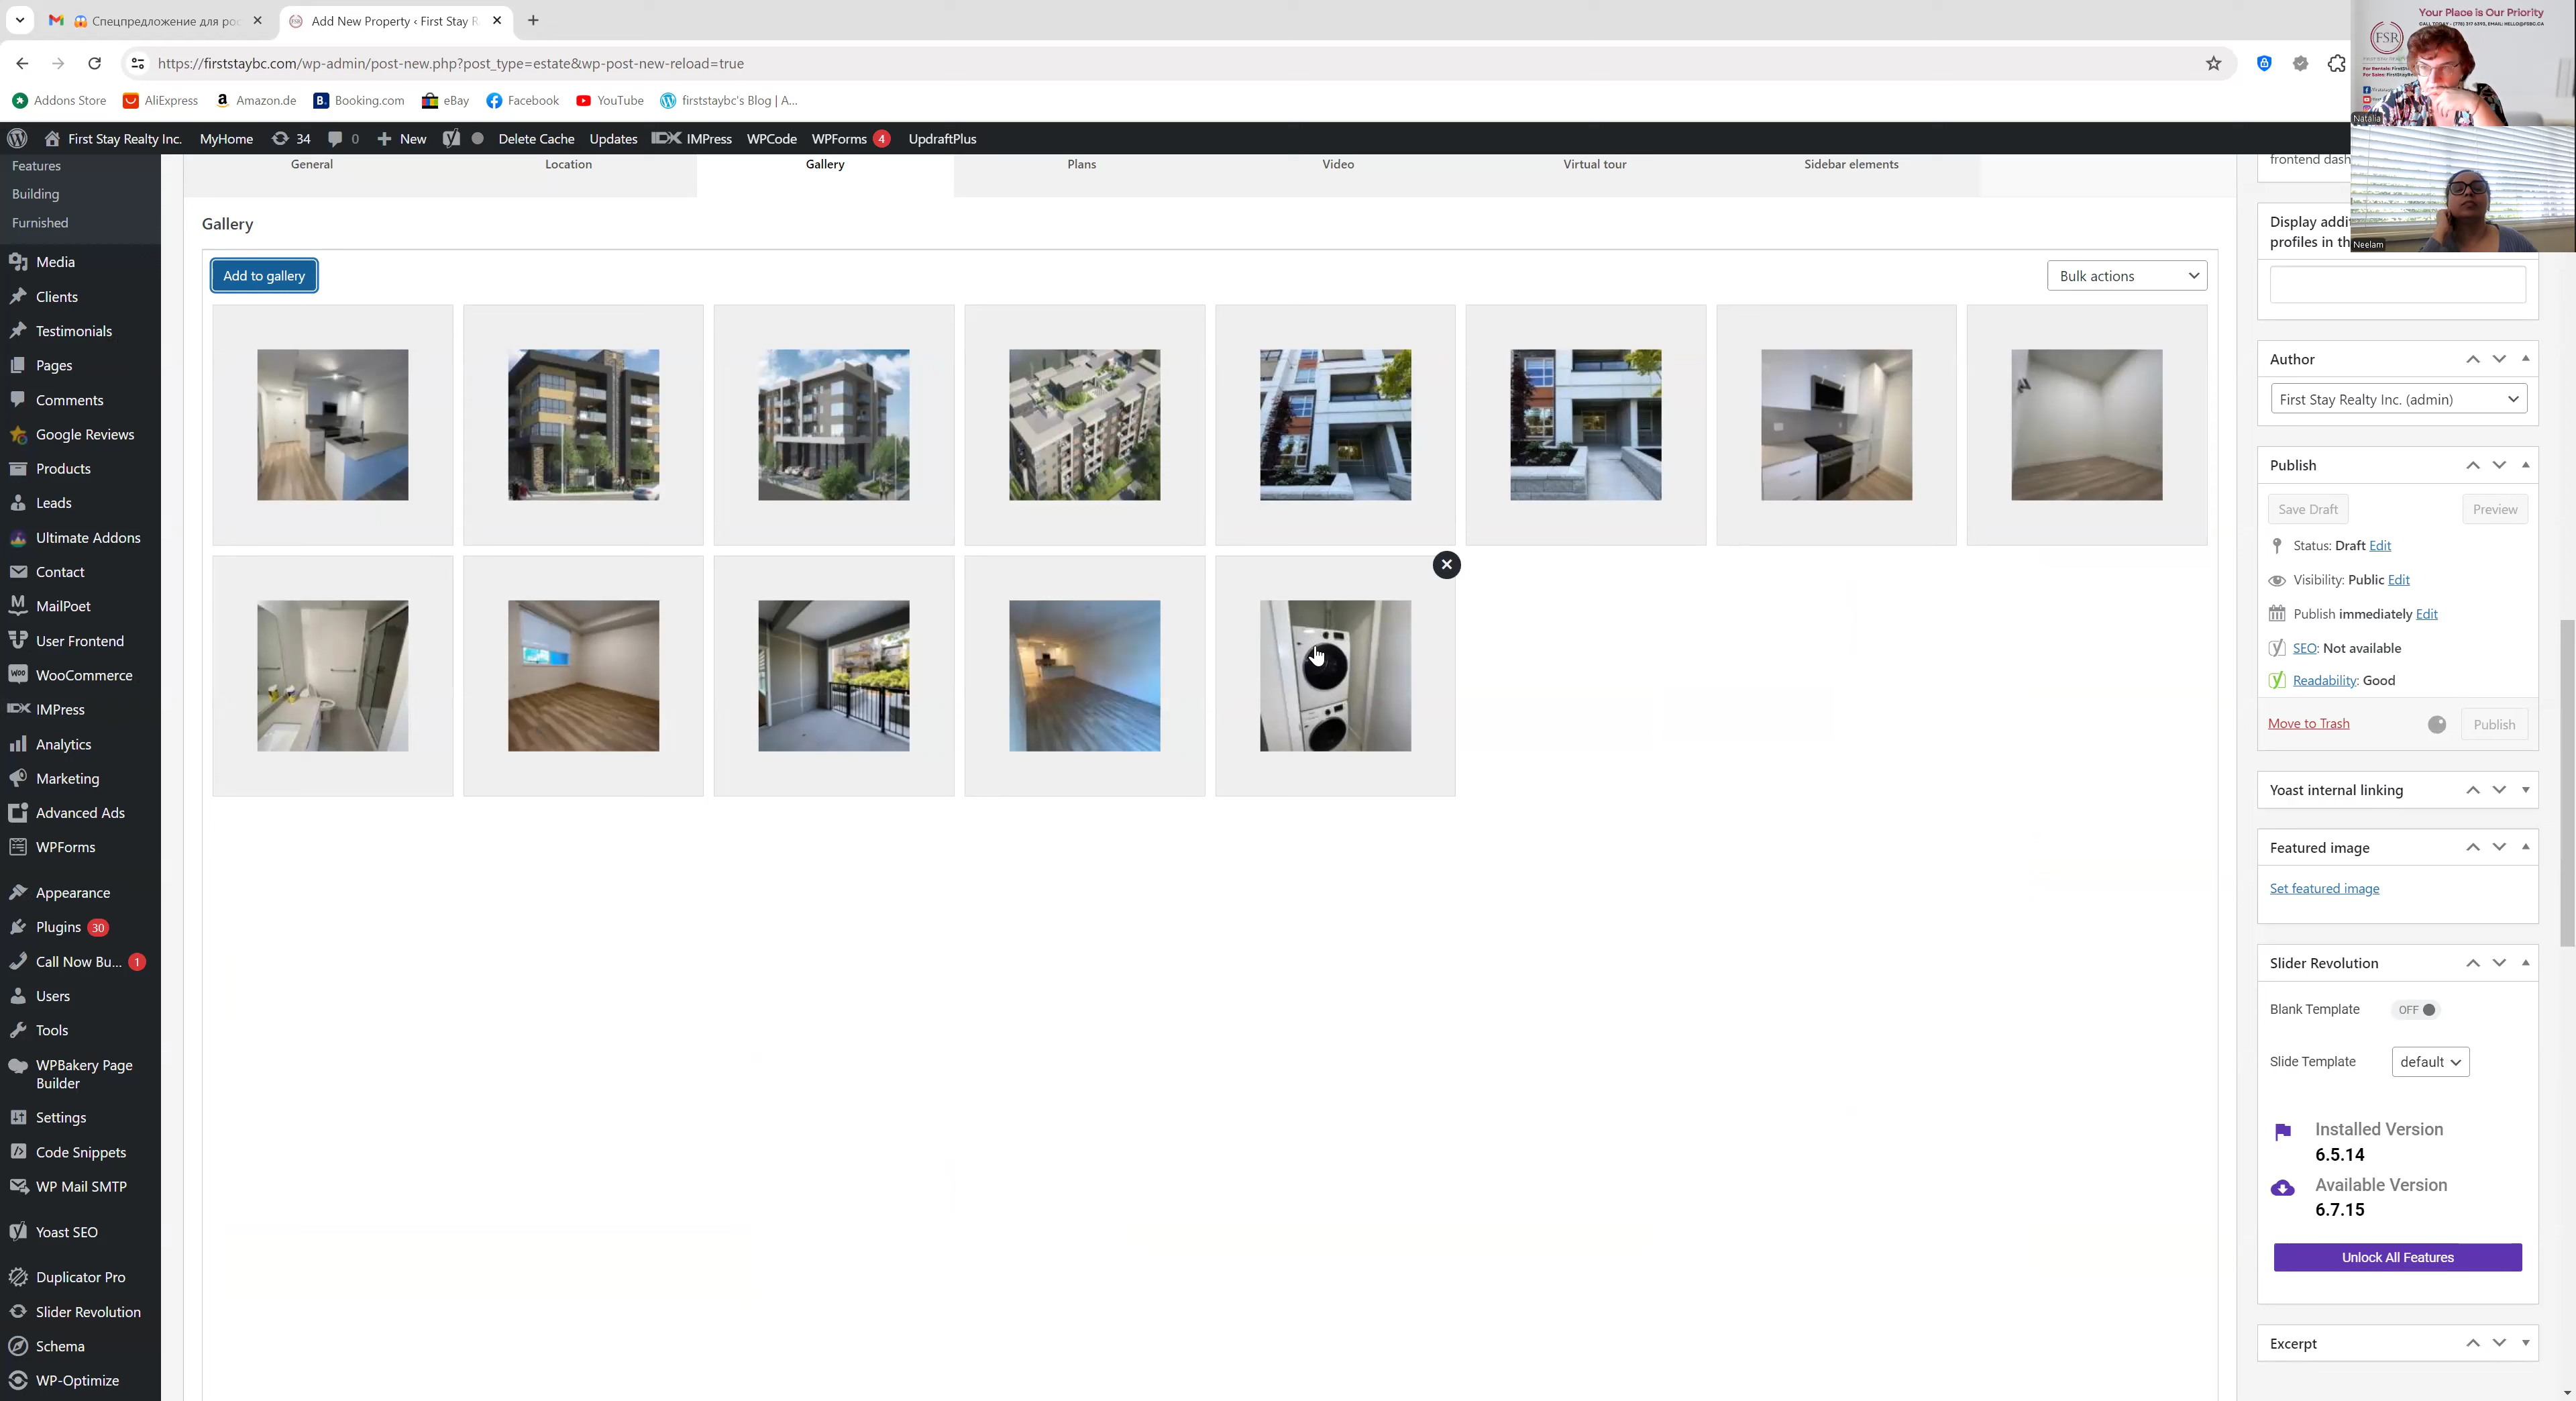 😱 Спецпредложение для рос
Add New Property ‹ First Stay R
https://firststaybc.com/wp-admin/post-new.php?post_type=estate&wp-post-new-reload=true
Addons Store
AliExpress
Amazon.de
Booking.com
eBay
Facebook
YouTube
firststaybc's Blog | A...
First Stay Realty Inc.
MyHome
34
0
New
Delete Cache
Updates
IDX IMPress
WPCode
WPForms 4
UpdraftPlus
Your Place is Our Priority
FSR
Natalia
Neelam
Features
Building
Furnished
Media
Clients
Testimonials
Pages
Comments
Google Reviews
Products
Leads
Ultimate Addons
Contact
MailPoet
User Frontend
WooCommerce
IDX IMPress
Analytics
Marketing
Advanced Ads
WPForms
Appearance
Plugins 30
Call Now Bu... 1
Users
Tools
WPBakery Page
Builder
Settings
Code Snippets
WP Mail SMTP
Yoast SEO
Duplicator Pro
Slider Revolution
Schema
WP-Optimize
General
Location
Gallery
Plans
Video
Virtual tour
Sidebar elements
Gallery
Add to gallery
Bulk actions
frontend dash
Display addit
profiles in th
Author
First Stay Realty Inc. (admin)
Publish
Save Draft
Preview
Status: Draft Edit
Visibility: Public Edit
Publish immediately Edit
SEO: Not available
Readability: Good
Move to Trash
Publish
Yoast internal linking
Featured image
Set featured image
Slider Revolution
Blank Template
OFF
Slide Template
default
Installed Version
6.5.14
Available Version
6.7.15
Unlock All Features
Excerpt